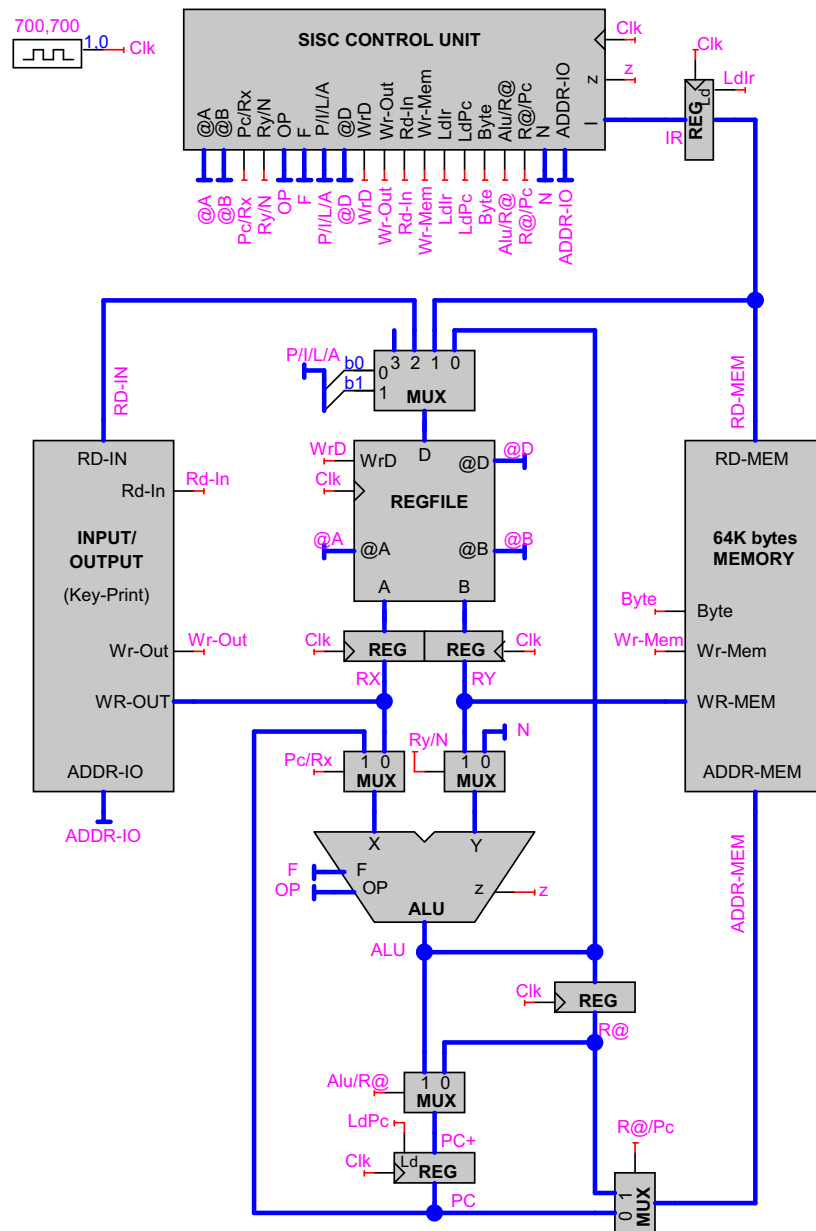 700,700
1,0
Clk
SISC CONTROL UNIT
Clk
z
z
I
@A
@B
Pc/Rx
Ry/N
OP
F
P/I/L/A
@D
WrD
Wr-Out
Rd-In
Wr-Mem
LdIr
LdPc
Byte
Alu/R@
R@/Pc
N
ADDR-IO
@A
@B
Pc/Rx
Ry/N
OP
F
P/I/L/A
@D
WrD
Wr-Out
Rd-In
Wr-Mem
LdIr
LdPc
Byte
Alu/R@
R@/Pc
N
ADDR-IO
Clk
LdIr
Ld
REG
IR
RD-IN
RD-MEM
P/I/L/A
b0
b1
3 2 1 0
0
1
MUX
RD-IN
Rd-In
Rd-In
INPUT/
OUTPUT
(Key-Print)
Wr-Out
Wr-Out
WR-OUT
ADDR-IO
ADDR-IO
D
WrD
WrD
Clk
@D
@D
REGFILE
@A
@A
@B
@B
A
B
RD-MEM
64K bytes
MEMORY
Byte
Byte
Wr-Mem
Wr-Mem
WR-MEM
ADDR-MEM
ADDR-MEM
Clk
REG
REG
Clk
RX
RY
Pc/Rx
1 0
MUX
Ry/N
N
1 0
MUX
X
Y
F
F
OP
OP
z
z
ALU
ALU
Clk
REG
R@
Alu/R@
1 0
MUX
LdPc
PC+
Clk
Ld
REG
PC
R@/Pc
0 1
MUX